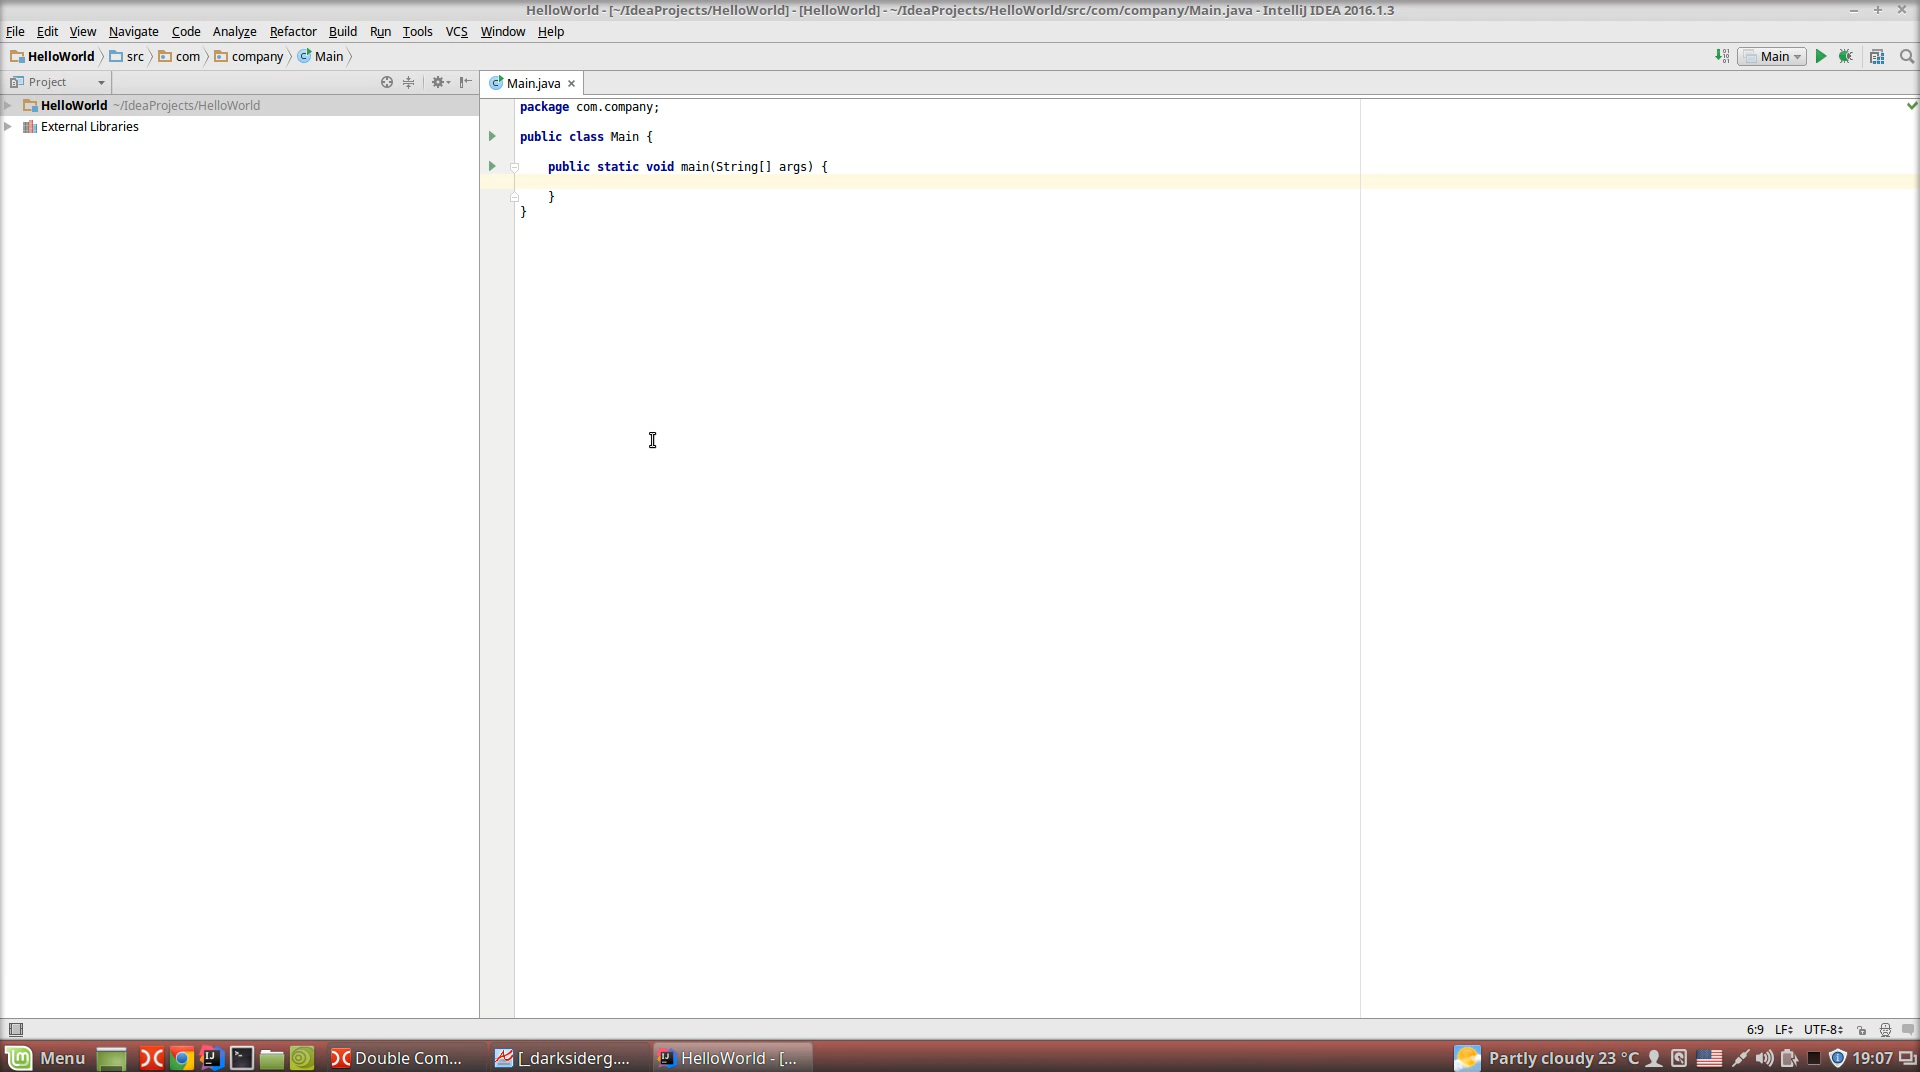 HelloWorld - [~/IdeaProjects/HelloWorld] - [HelloWorld] - ~/IdeaProjects/HelloWorld/src/com/company/Main.java - IntelliJ IDEA 2016.1.3
File Edit View Navigate Code Analyze Refactor Build Run Tools VCS Window Help
HelloWorld src com company Main Main
Project Main.java
HelloWorld ~/IdeaProjects/HelloWorld
External Libraries
package com.company;
public class Main {
public static void main(String[] args) {
}
}
6:9 LF UTF-8
Menu Double Com... [_darksiderg.... HelloWorld - [... Partly cloudy 23 °C 19:07